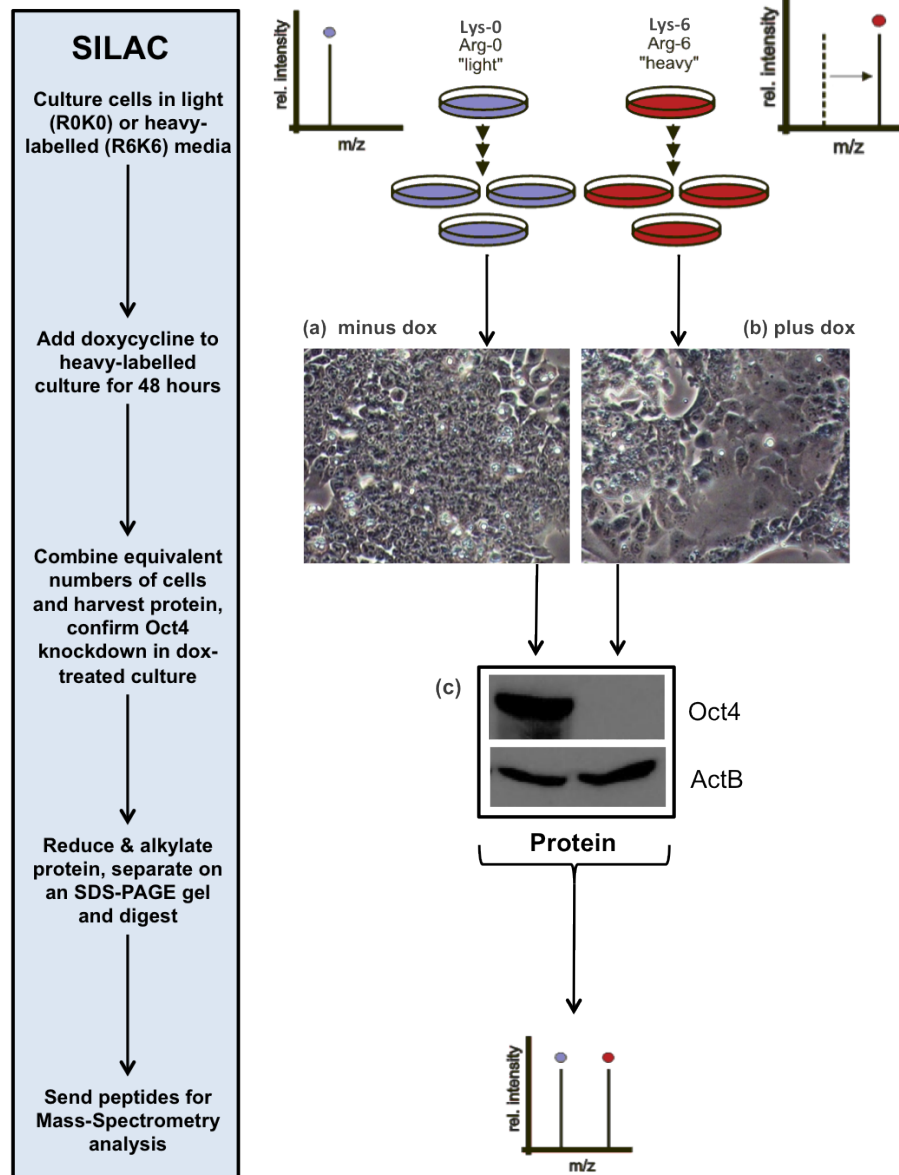 SILAC
Culture cells in light
(R0K0) or heavy-
labelled (R6K6) media
Add doxycycline to
heavy-labelled
culture for 48 hours
Combine equivalent
numbers of cells
and harvest protein,
confirm Oct4
knockdown in dox-
treated culture
Reduce & alkylate
protein, separate on
an SDS-PAGE gel
and digest
Send peptides for
Mass-Spectrometry
analysis
rel. intensity
m/z
Lys-0
Arg-0
"light"
Lys-6
Arg-6
"heavy"
rel. intensity
m/z
(a) minus dox
(b) plus dox
(c)
Oct4
ActB
Protein
rel. intensity
m/z